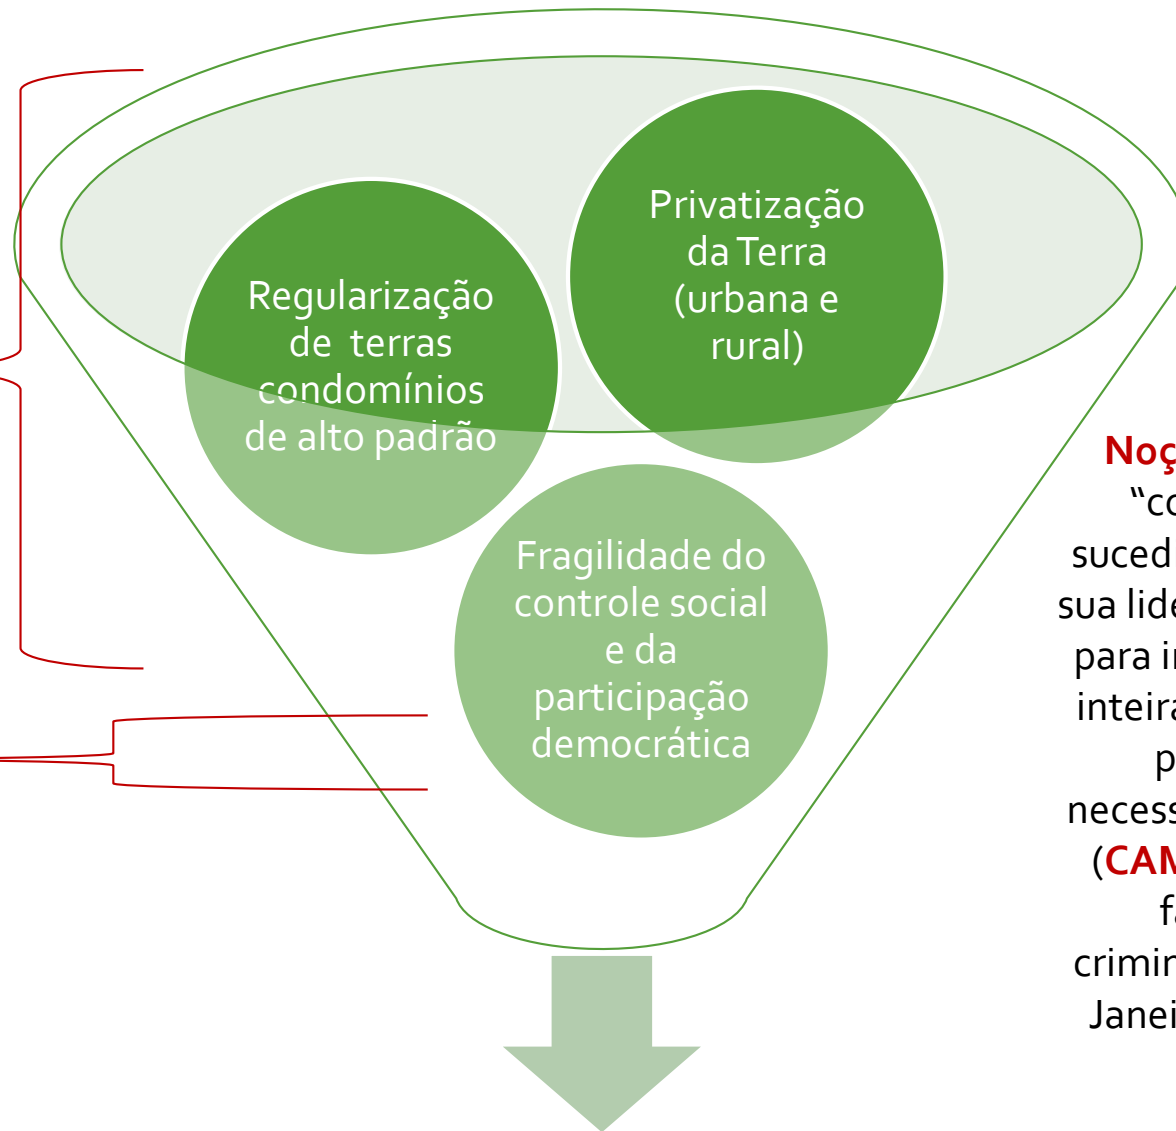 Privatização
da Terra
(urbana e
rural)
Regularização
de terras
condomínios
de alto padrão
Fragilidade do
controle social
e da
participação
democrática
Noç
“co
suced
sua lide
para i
inteira
p
necess
(CAM
fa
crimin
Janei